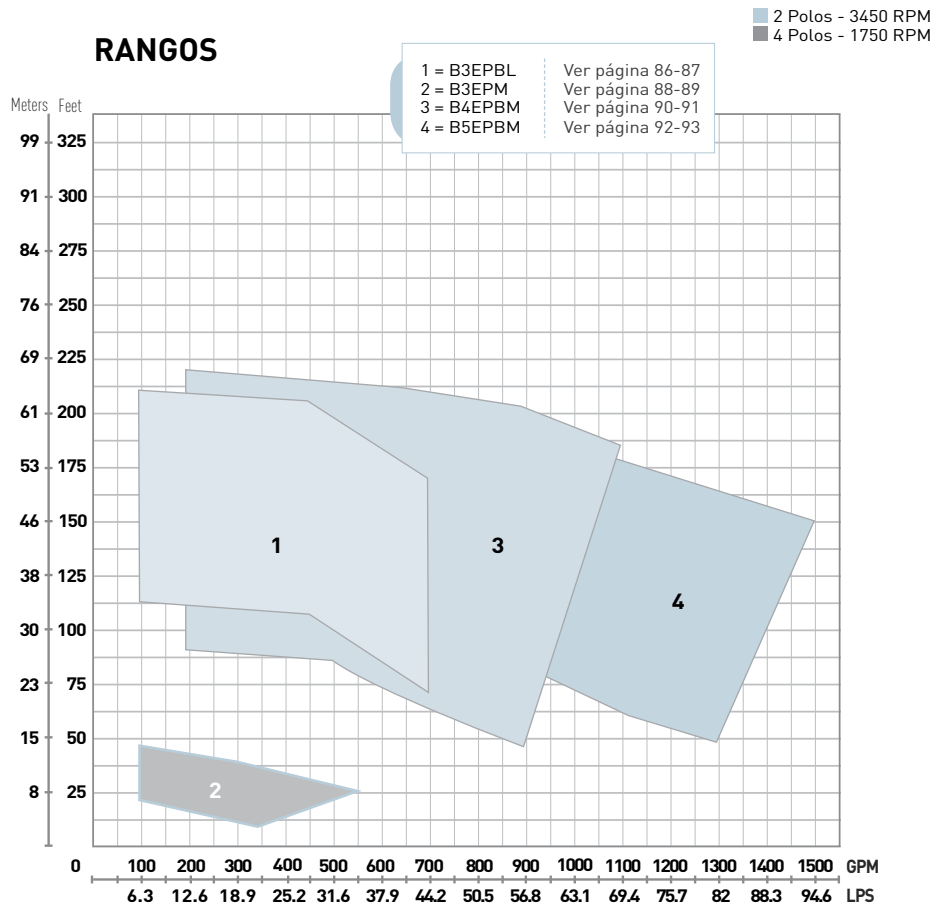 2 Polos - 3450 RPM
4 Polos - 1750 RPM
RANGOS
1 = B3EPBL Ver página 86-87
2 = B3EPM Ver página 88-89
3 = B4EPBM Ver página 90-91
4 = B5EPBM Ver página 92-93
Meters Feet
99 325
91 300
84 275
76 250
69 225
61 200
53 175
46 150
38 125
30 100
23 75
15 50
8 25
1
3
4
2
0 100 200 300 400 500 600 700 800 900 1000 1100 1200 1300 1400 1500 GPM
6.3 12.6 18.9 25.2 31.6 37.9 44.2 50.5 56.8 63.1 69.4 75.7 82 88.3 94.6 LPS